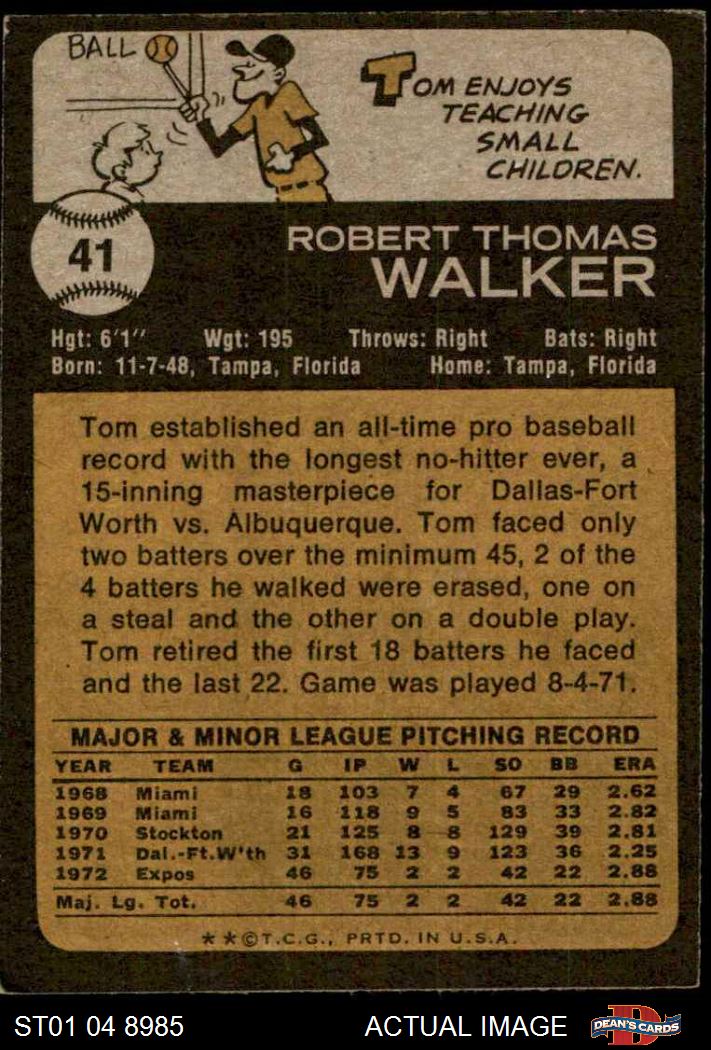 BALL
TOM ENJOYS
TEACHING
SMALL
CHILDREN.
41
ROBERT THOMAS
WALKER
Hgt: 6'1" Wgt: 195 Throws: Right Bats: Right
Born: 11-7-48, Tampa, Florida Home: Tampa, Florida
Tom established an all-time pro baseball
record with the longest no-hitter ever, a
15-inning masterpiece for Dallas-Fort
Worth vs. Albuquerque. Tom faced only
two batters over the minimum 45, 2 of the
4 batters he walked were erased, one on
a steal and the other on a double play.
Tom retired the first 18 batters he faced
and the last 22. Game was played 8-4-71.
MAJOR & MINOR LEAGUE PITCHING RECORD
YEAR TEAM G IP W L SO BB ERA
1968 Miami 18 103 7 4 67 29 2.62
1969 Miami 16 118 9 5 83 33 2.82
1970 Stockton 21 125 8 8 129 39 2.81
1971 Dal.-Ft.W'th 31 168 13 9 123 36 2.25
1972 Expos 46 75 2 2 42 22 2.88
Maj. Lg. Tot. 46 75 2 2 42 22 2.88
**©T.C.G., PRTD. IN U.S.A.
ST01 04 8985 ACTUAL IMAGE D DEAN'S CARDS